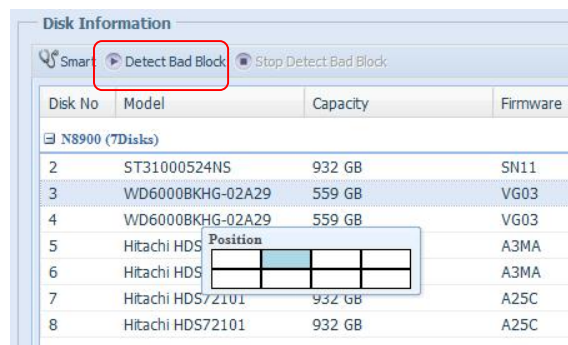 Disk Information
Smart Detect Bad Block Stop Detect Bad Block
Disk No Model Capacity Firmware
N8900 (7Disks)
2 ST31000524NS 932 GB SN11
3 WD6000BKHG-02A29 559 GB VG03
4 WD6000BKHG-02A29 559 GB VG03
Position
5 Hitachi HDS A3MA
6 Hitachi HDS A3MA
7 Hitachi HDS72101 932 GB A25C
8 Hitachi HDS72101 932 GB A25C